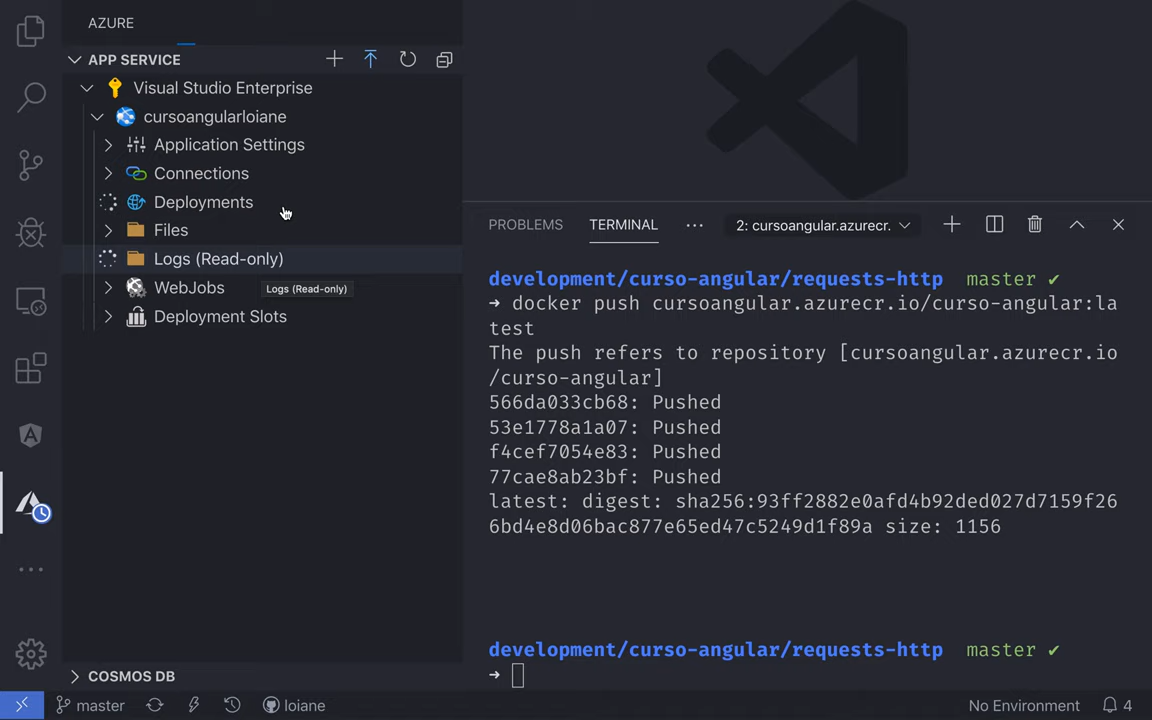 AZURE
APP SERVICE
Visual Studio Enterprise
cursoangularloiane
Application Settings
Connections
Deployments
Files
Logs (Read-only)
WebJobs
Logs (Read-only)
Deployment Slots
COSMOS DB
PROBLEMS
TERMINAL
2: cursoangular.azurecr.
development/curso-angular/requests-http master ✔
➜ docker push cursoangular.azurecr.io/curso-angular:la
test
The push refers to repository [cursoangular.azurecr.io
/curso-angular]
566da033cb68: Pushed
53e1778a1a07: Pushed
f4cef7054e83: Pushed
77cae8ab23bf: Pushed
latest: digest: sha256:93ff2882e0afd4b92ded027d7159f26
6bd4e8d06bac877e65ed47c5249d1f89a size: 1156
development/curso-angular/requests-http master ✔
➜
master
loiane
No Environment
4